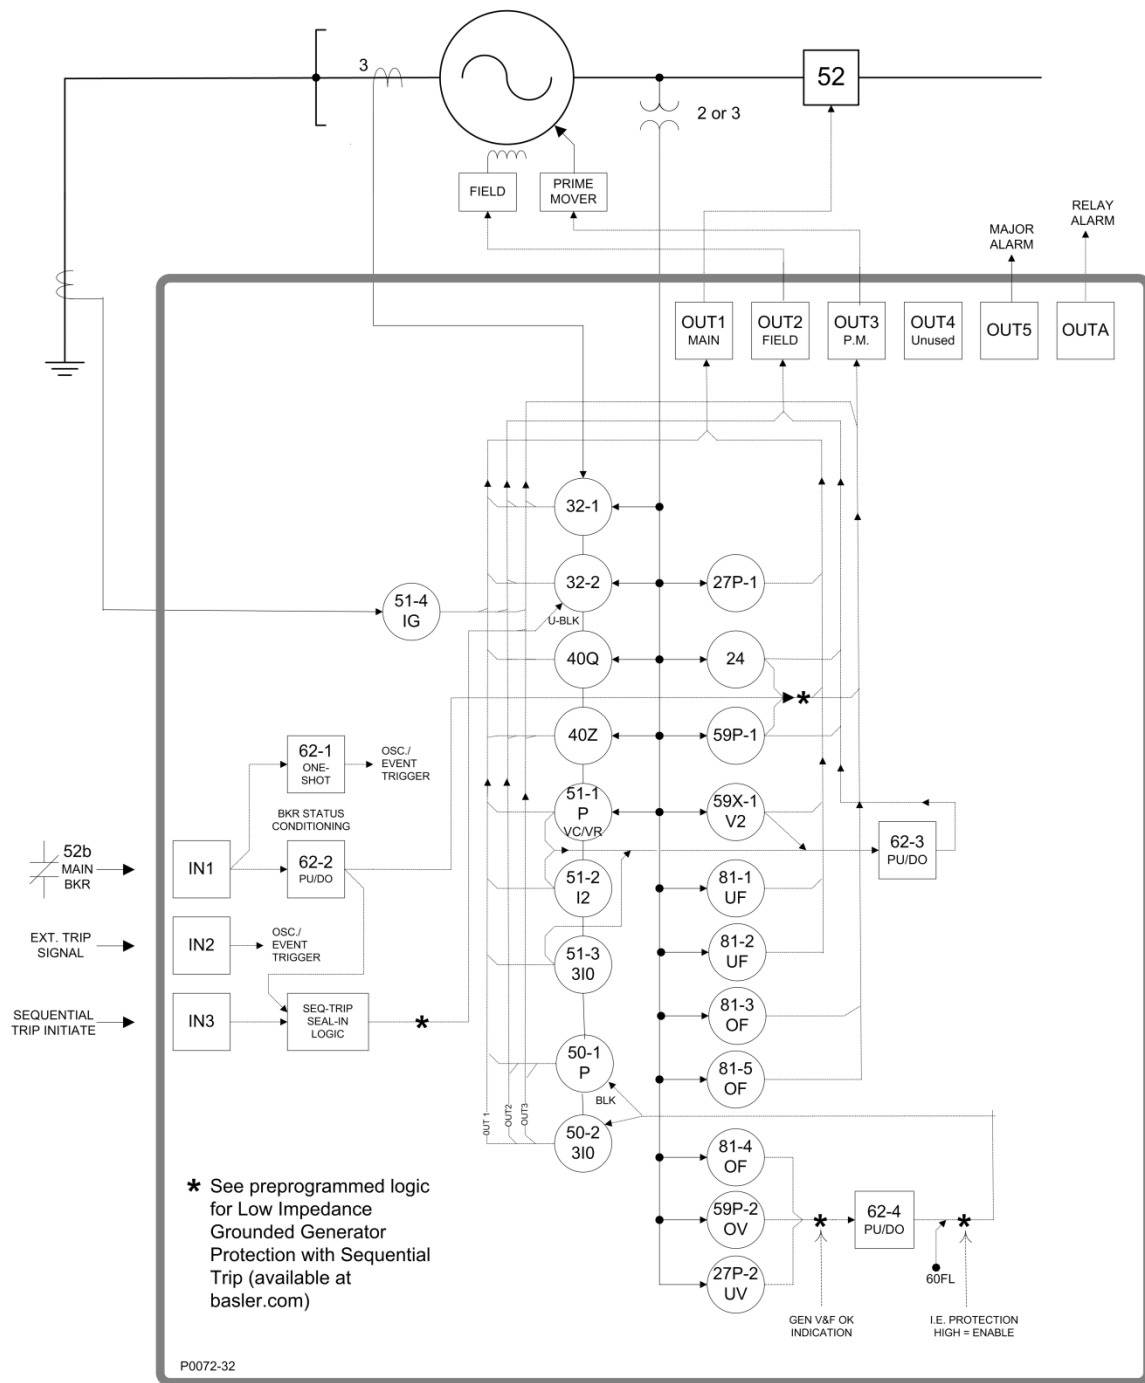 3
52
2 or 3
FIELD
PRIME
MOVER
RELAY
ALARM
MAJOR
ALARM
OUT1
MAIN
OUT2
FIELD
OUT3
P.M.
OUT4
Unused
OUT5
OUTA
32-1
32-2
27P-1
51-4
IG
U-BLK
40Q
24
*
40Z
59P-1
62-1
ONE-
SHOT
OSC./
EVENT
TRIGGER
51-1
P
VC/VR
59X-1
V2
BKR STATUS
CONDITIONING
52b
MAIN
BKR
IN1
62-2
PU/DO
62-3
PU/DO
51-2
I2
81-1
UF
EXT. TRIP
SIGNAL
IN2
OSC./
EVENT
TRIGGER
51-3
3I0
81-2
UF
SEQUENTIAL
TRIP INITIATE
IN3
SEQ-TRIP
SEAL-IN
LOGIC
*
81-3
OF
50-1
P
81-5
OF
BLK
OUT 1
OUT2
OUT3
50-2
3I0
81-4
OF
* See preprogrammed logic
for Low Impedance
Grounded Generator
Protection with Sequential
Trip (available at
basler.com)
59P-2
OV
*
62-4
PU/DO
*
60FL
27P-2
UV
GEN V&F OK
INDICATION
I.E. PROTECTION
HIGH = ENABLE
P0072-32